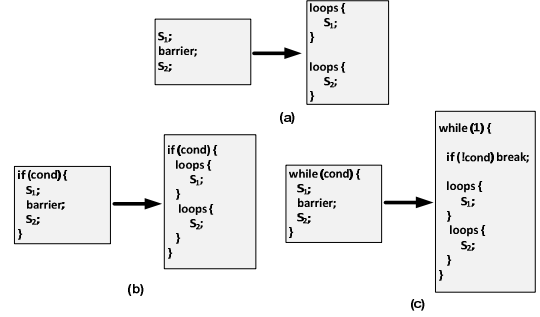 S₁;
barrier;
S₂;
loops {
S₁;
}
loops {
S₂;
}
(a)
if (cond) {
S₁;
barrier;
S₂;
}
if (cond) {
loops {
S₁;
}
loops {
S₂;
}
}
(b)
while (cond) {
S₁;
barrier;
S₂;
}
while (1) {
if (!cond) break;
loops {
S₁;
}
loops {
S₂;
}
}
(c)